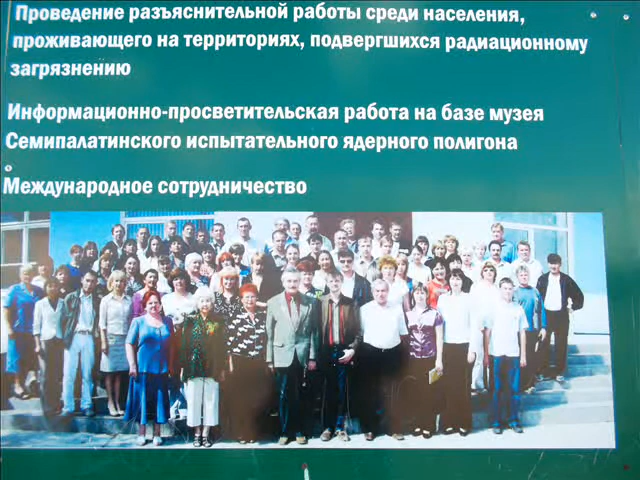 Проведение разъяснительной работы среди населения,
проживающего на территориях, подвергшихся радиационному
загрязнению
Информационно-просветительская работа на базе музея
Семипалатинского испытательного ядерного полигона
Международное сотрудничество